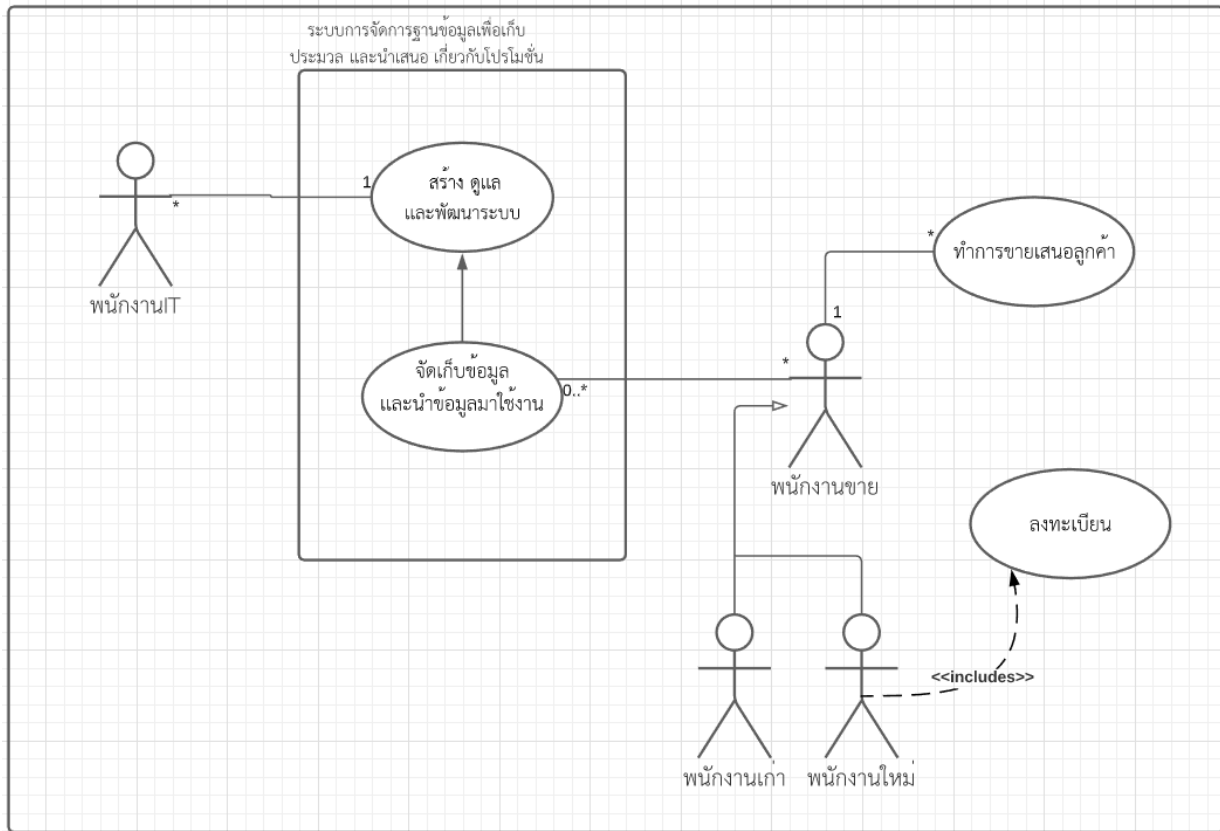 ระบบการจัดการฐานข้อมูลเพื่อเก็บ
ประมวล และนำเสนอ เกี่ยวกับโปรโมชั่น
สร้าง ดูแล
และพัฒนาระบบ
1
*
พนักงานIT
ทำการขายเสนอลูกค้า
*
1
จัดเก็บข้อมูล
และนำข้อมูลมาใช้งาน
0..*
*
พนักงานขาย
ลงทะเบียน
<<includes>>
พนักงานเก่า
พนักงานใหม่